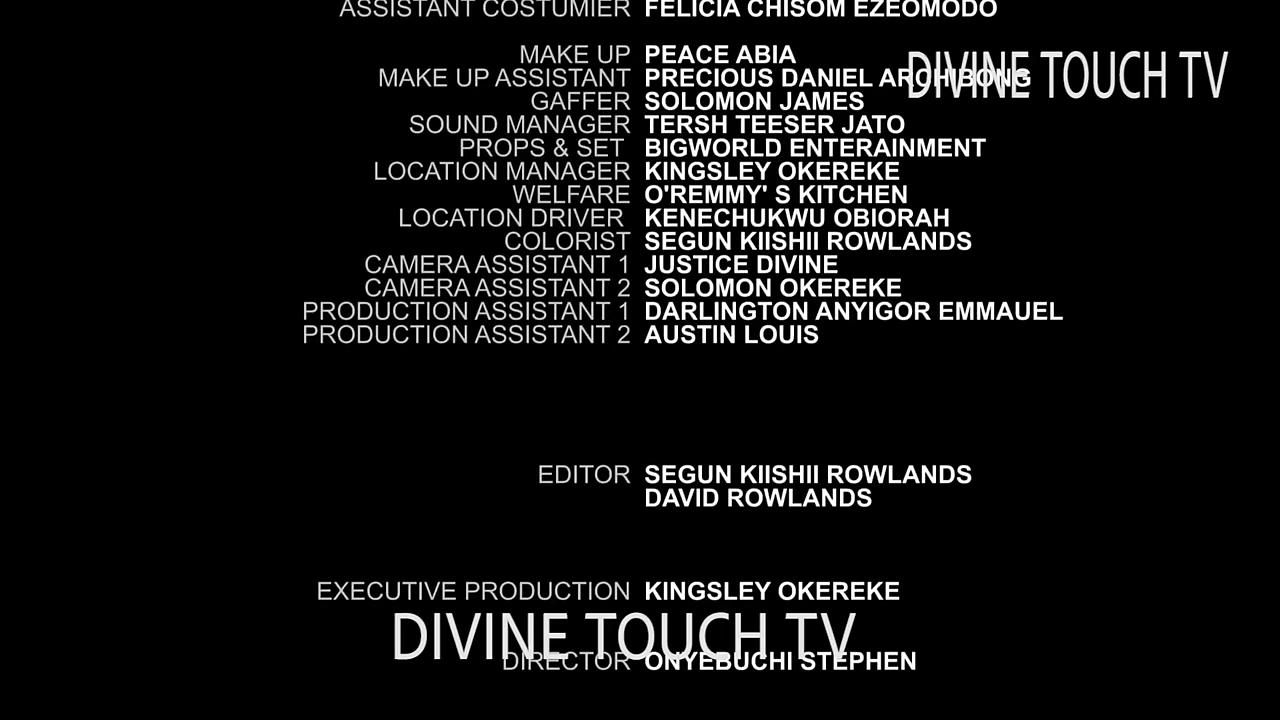 ASSISTANT COSTUMIER FELICIA CHISOM EZEOMODO
MAKE UP PEACE ABIA
DIVINE TOUCH TV
MAKE UP ASSISTANT PRECIOUS DANIEL ARCHIBONG
GAFFER SOLOMON JAMES
SOUND MANAGER TERSH TEESER JATO
PROPS & SET BIGWORLD ENTERAINMENT
LOCATION MANAGER KINGSLEY OKEREKE
WELFARE O'REMMY' S KITCHEN
LOCATION DRIVER KENECHUKWU OBIORAH
COLORIST SEGUN KIISHII ROWLANDS
CAMERA ASSISTANT 1 JUSTICE DIVINE
CAMERA ASSISTANT 2 SOLOMON OKEREKE
PRODUCTION ASSISTANT 1 DARLINGTON ANYIGOR EMMAUEL
PRODUCTION ASSISTANT 2 AUSTIN LOUIS
EDITOR SEGUN KIISHII ROWLANDS
DAVID ROWLANDS
EXECUTIVE PRODUCTION KINGSLEY OKEREKE
DIVINE TOUCH TV
DIRECTOR ONYEBUCHI STEPHEN